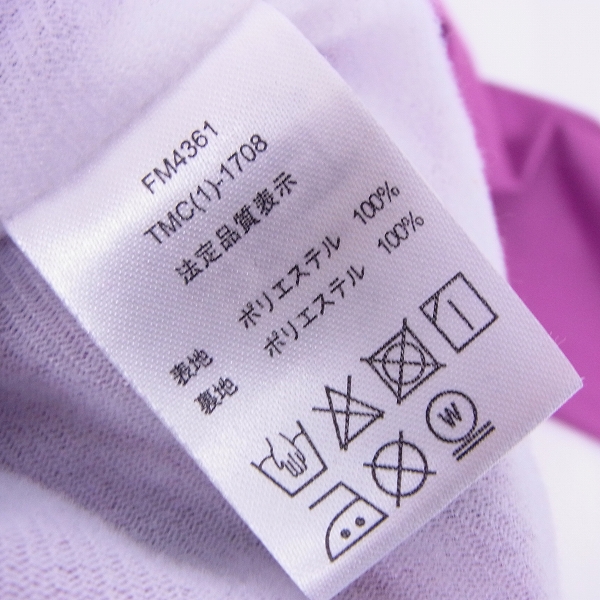 FM4361
TMC(1)-1708
法定品質表示
表地 ポリエステル 100%
裏地 ポリエステル 100%
W